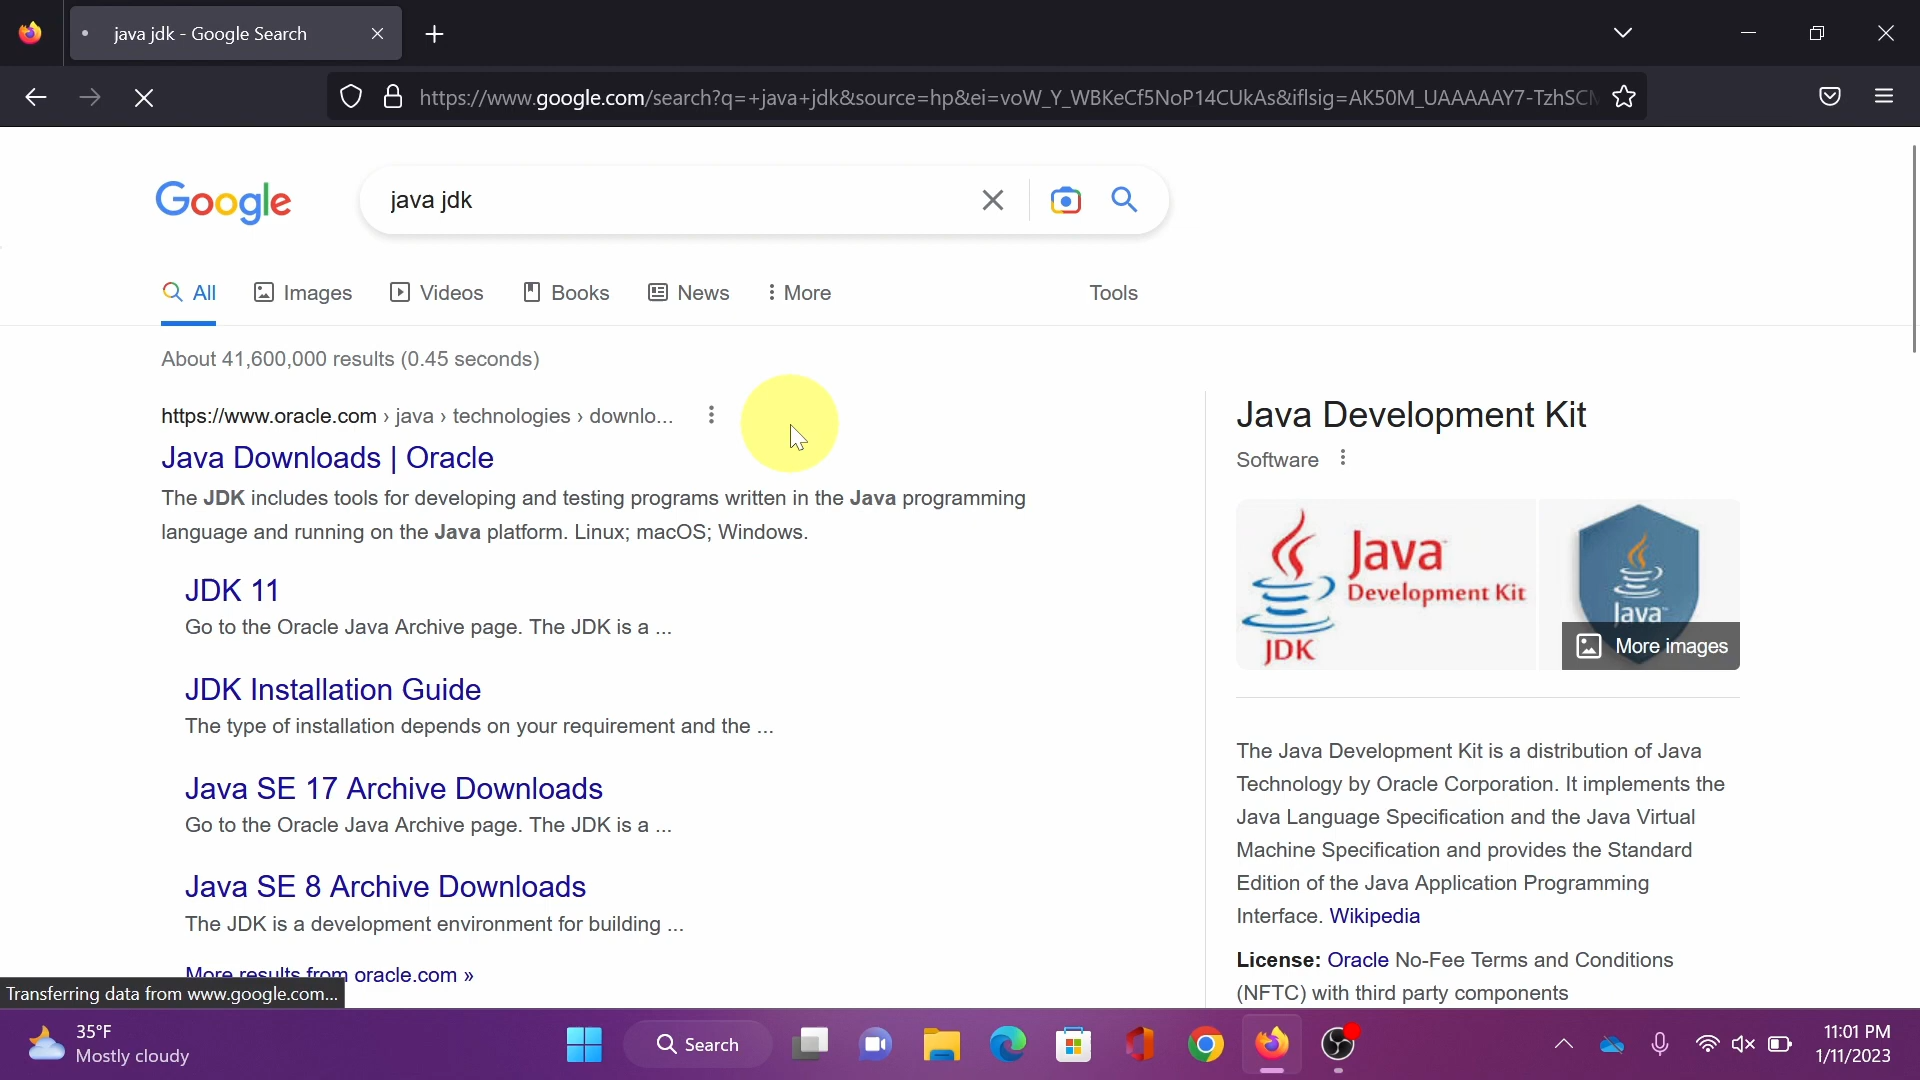 java jdk - Google Search
https://www.google.com/search?q=+java+jdk&source=hp&ei=voW_Y_WBKeCf5NoP14CUkAs&iflsig=AK50M_UAAAAAY7-TzhSCM
Google
java jdk
All
Images
Videos
Books
News
More
Tools
About 41,600,000 results (0.45 seconds)
https://www.oracle.com › java › technologies › downlo...
Java Downloads | Oracle
The JDK includes tools for developing and testing programs written in the Java programming
language and running on the Java platform. Linux; macOS; Windows.
JDK 11
Go to the Oracle Java Archive page. The JDK is a ...
JDK Installation Guide
The type of installation depends on your requirement and the ...
Java SE 17 Archive Downloads
Go to the Oracle Java Archive page. The JDK is a ...
Java SE 8 Archive Downloads
The JDK is a development environment for building ...
More results from oracle.com »
Transferring data from www.google.com...
Java Development Kit
Software
Java
Development Kit
JDK
Java
More images
The Java Development Kit is a distribution of Java
Technology by Oracle Corporation. It implements the
Java Language Specification and the Java Virtual
Machine Specification and provides the Standard
Edition of the Java Application Programming
Interface. Wikipedia
License: Oracle No-Fee Terms and Conditions
(NFTC) with third party components
35°F
Mostly cloudy
Search
11:01 PM
1/11/2023